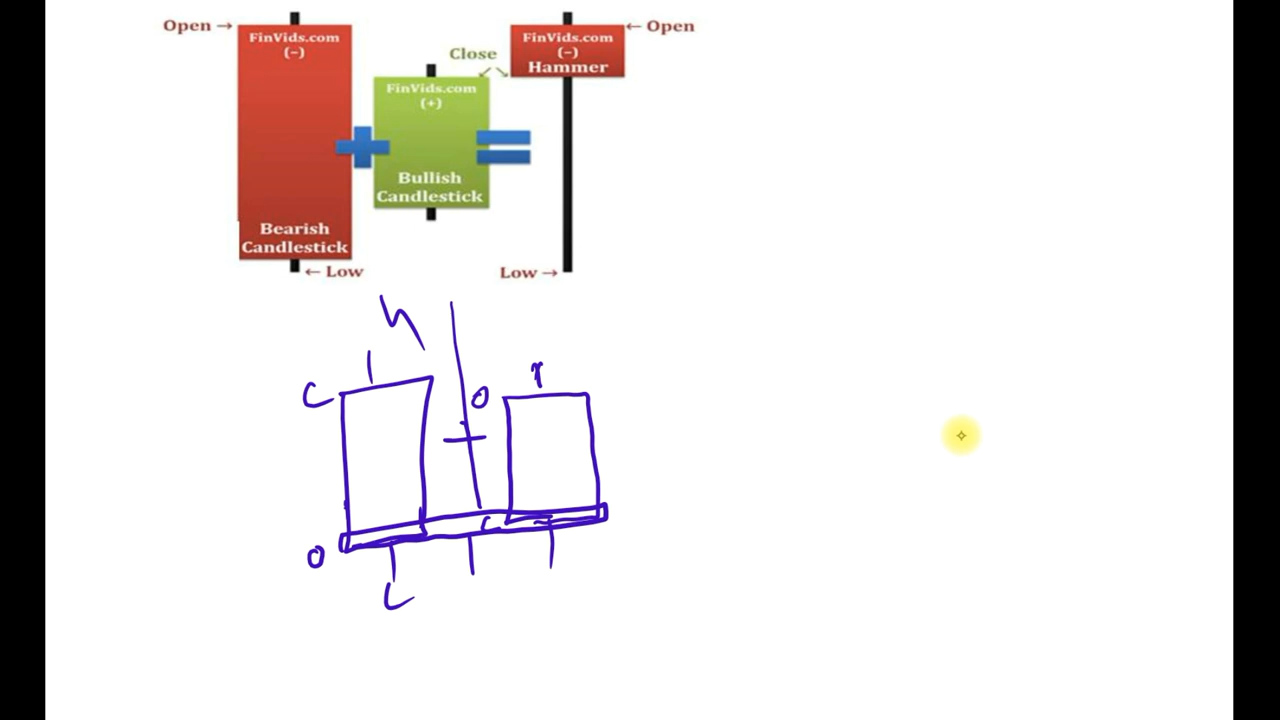 Open →
FinVids.com
(−)
Bearish
Candlestick
← Low
Close
FinVids.com
(+)
Bullish
Candlestick
FinVids.com
(−)
Hammer
← Open
Low →
C
O
L
O
C